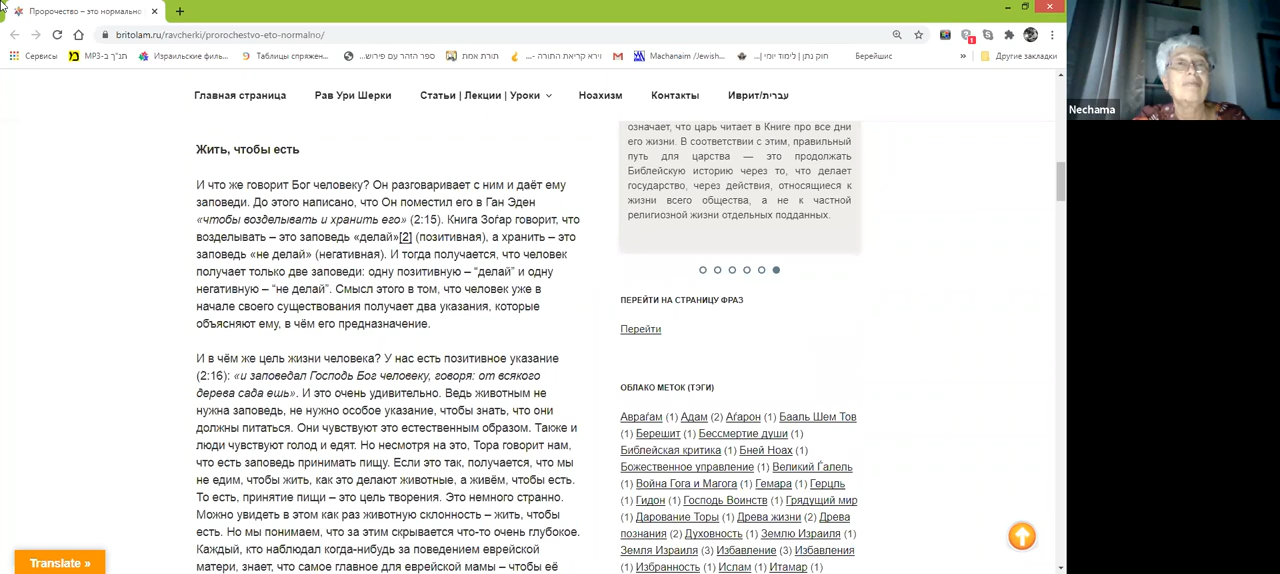 Пророчество – это нормально
britolam.ru/ravcherki/prorochestvo-eto-normalno/
Сервисы
תנ"ך ב-MP3
Израильские филь...
Таблицы спряжен...
ספר הזהר עם פירוש...
תורת אמת
וירא קריאת התורה -...
Machanaim /Jewish...
חוק נתן | לימוד יומי |...
Берейшис
»
Другие закладки
Главная страница
Рав Ури Шерки
Статьи | Лекции | Уроки
Ноахизм
Контакты
Иврит/עברית
Жить, чтобы есть
И что же говорит Бог человеку? Он разговаривает с ним и даёт ему
заповеди. До этого написано, что Он поместил его в Ган Эден
«чтобы возделывать и хранить его» (2:15). Книга Зоѓар говорит, что
возделывать – это заповедь «делай»[2] (позитивная), а хранить – это
заповедь «не делай» (негативная). И тогда получается, что человек
получает только две заповеди: одну позитивную – “делай” и одну
негативную – “не делай”. Смысл этого в том, что человек уже в
начале своего существования получает два указания, которые
объясняют ему, в чём его предназначение.
И в чём же цель жизни человека? У нас есть позитивное указание
(2:16): «и заповедал Господь Бог человеку, говоря: от всякого
дерева сада ешь». И это очень удивительно. Ведь животным не
нужна заповедь, не нужно особое указание, чтобы знать, что они
должны питаться. Они чувствуют это естественным образом. Также и
люди чувствуют голод и едят. Но несмотря на это, Тора говорит нам,
что есть заповедь принимать пищу. Если это так, получается, что мы
не едим, чтобы жить, как это делают животные, а живём, чтобы есть.
То есть, принятие пищи – это цель творения. Это немного странно.
Можно увидеть в этом как раз животную склонность – жить, чтобы
есть. Но мы понимаем, что за этим скрывается что-то очень глубокое.
Каждый, кто наблюдал когда-нибудь за поведением еврейской
матери, знает, что самое главное для еврейской мамы – чтобы её
означает, что царь читает в Книге про все дни
его жизни. В соответствии с этим, правильный
путь для царства — это продолжать
Библейскую историю через то, что делает
государство, через действия, относящиеся к
жизни всего общества, а не к частной
религиозной жизни отдельных подданных.
ПЕРЕЙТИ НА СТРАНИЦУ ФРАЗ
Перейти
ОБЛАКО МЕТОК (ТЭГИ)
Авраѓам (1) Адам (2) Аѓарон (1) Бааль Шем Тов
(1) Берешит (1) Бессмертие души (1)
Библейская критика (1) Бней Ноах (1)
Божественное управление (1) Великий Ѓалель
(1) Война Гога и Магога (1) Гемара (1) Герцль
(1) Гидон (1) Господь Воинств (1) Грядущий мир
(1) Дарование Торы (1) Древа жизни (2) Древа
познания (2) Духовность (1) Землю Израиля (1)
Земля Израиля (3) Избавление (3) Избавления
(1) Избранность (1) Ислам (1) Итамар (1)
Translate »
Nechama
1